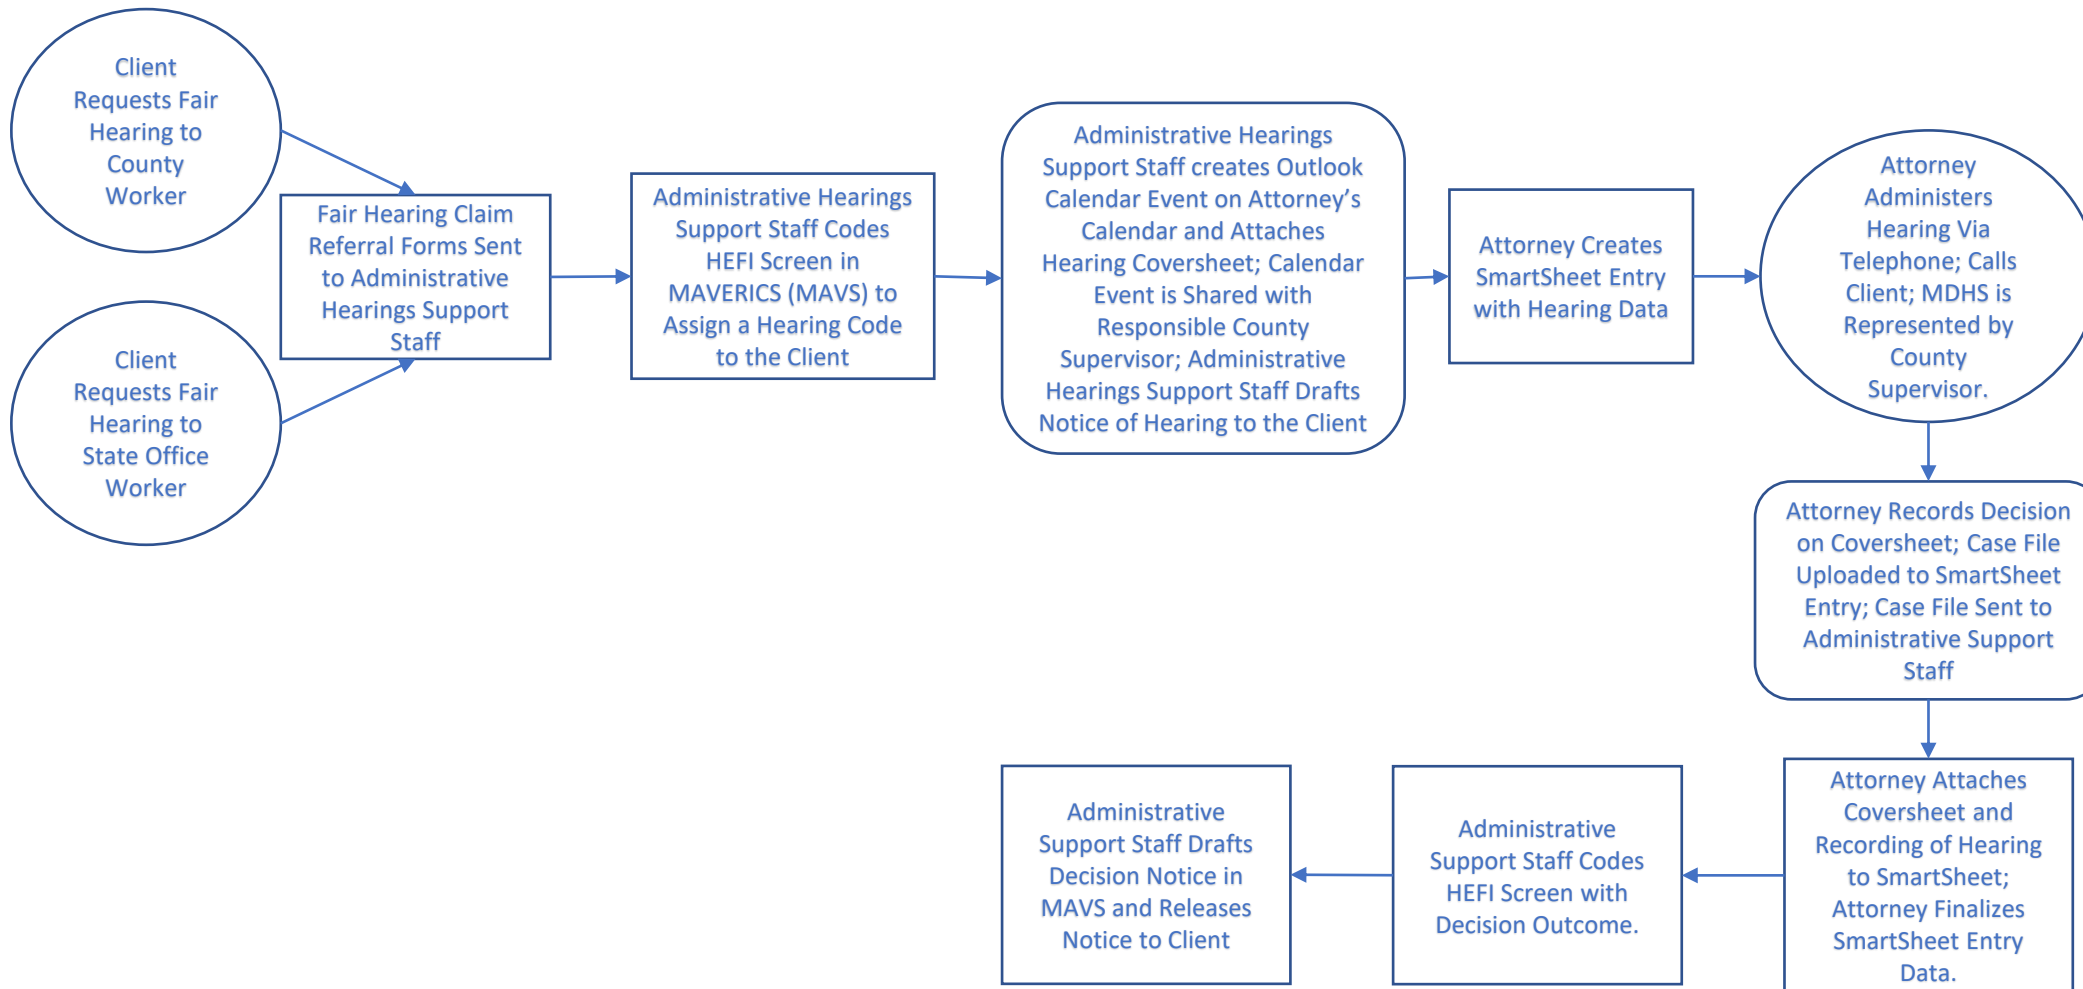 Client
Requests Fair
Hearing to
County
Worker
Client
Requests Fair
Hearing to
State Office
Worker
Fair Hearing Claim
Referral Forms Sent
to Administrative
Hearings Support
Staff
Administrative Hearings
Support Staff Codes
HEFI Screen in
MAVERICS (MAVS) to
Assign a Hearing Code
to the Client
Administrative Hearings
Support Staff creates Outlook
Calendar Event on Attorney’s
Calendar and Attaches
Hearing Coversheet; Calendar
Event is Shared with
Responsible County
Supervisor; Administrative
Hearings Support Staff Drafts
Notice of Hearing to the Client
Attorney Creates
SmartSheet Entry
with Hearing Data
Attorney
Administers
Hearing Via
Telephone; Calls
Client; MDHS is
Represented by
County
Supervisor.
Attorney Records Decision
on Coversheet; Case File
Uploaded to SmartSheet
Entry; Case File Sent to
Administrative Support
Staff
Attorney Attaches
Coversheet and
Recording of Hearing
to SmartSheet;
Attorney Finalizes
SmartSheet Entry
Data.
Administrative
Support Staff Codes
HEFI Screen with
Decision Outcome.
Administrative
Support Staff Drafts
Decision Notice in
MAVS and Releases
Notice to Client